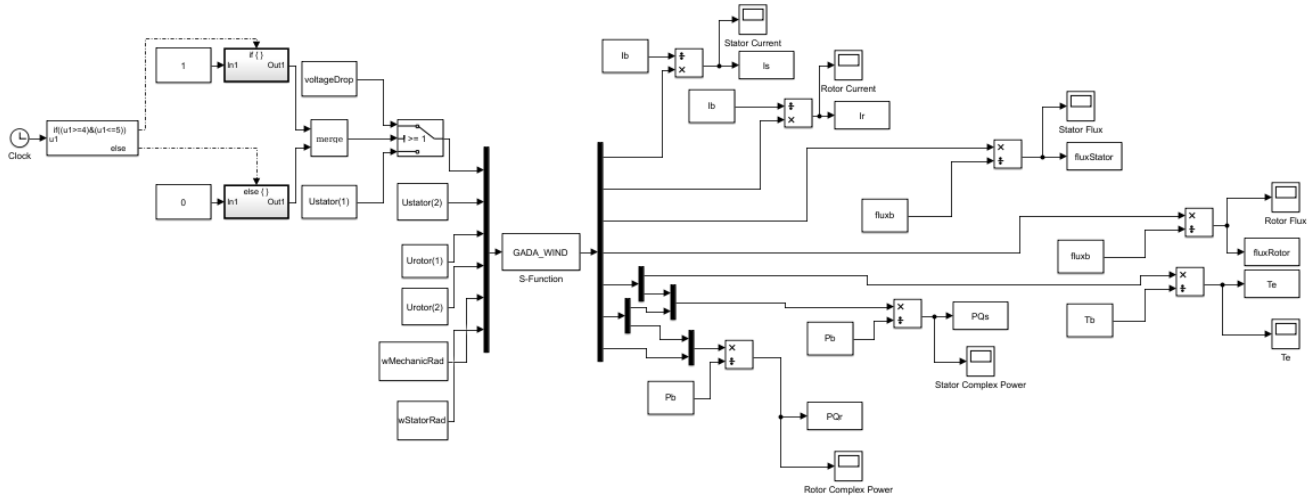 Clock
u1
if((u1>=4)&(u1<=5))
else
1
In1
if { }
Out1
0
In1
else { }
Out1
merge
voltageDrop
Ustator(1)
>= 1
Ustator(2)
Urotor(1)
Urotor(2)
wMechanicRad
wStatorRad
GADA_WIND
S-Function
Ib
÷
×
Stator Current
Is
Ib
÷
×
Rotor Current
Ir
fluxb
×
÷
Stator Flux
fluxStator
fluxb
×
÷
Rotor Flux
fluxRotor
Tb
×
÷
Te
Te
Pb
×
÷
PQs
Stator Complex Power
Pb
×
÷
PQr
Rotor Complex Power